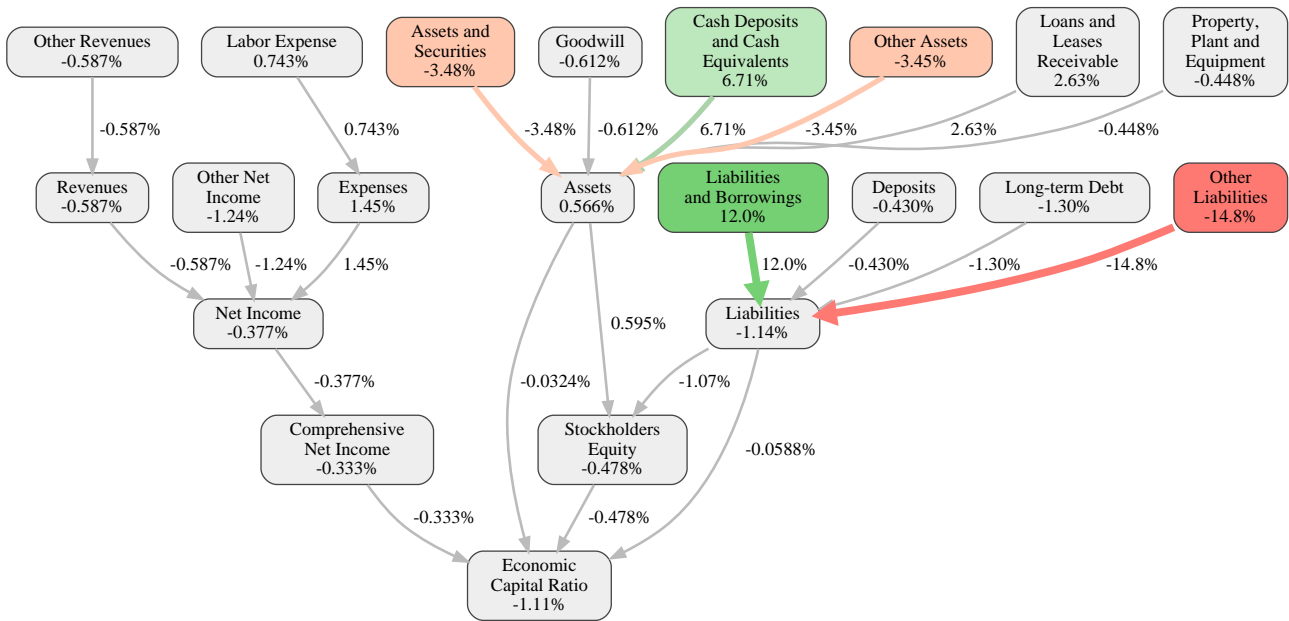 Other Revenues
-0.587%
Labor Expense
0.743%
Assets and
Securities
-3.48%
Goodwill
-0.612%
Cash Deposits
and Cash
Equivalents
6.71%
Other Assets
-3.45%
Loans and
Leases
Receivable
2.63%
Property,
Plant and
Equipment
-0.448%
-0.587%
0.743%
-3.48%
-0.612%
6.71%
-3.45%
2.63%
-0.448%
Revenues
-0.587%
Other Net
Income
-1.24%
Expenses
1.45%
Assets
0.566%
Liabilities
and Borrowings
12.0%
Deposits
-0.430%
Long-term Debt
-1.30%
Other
Liabilities
-14.8%
-0.587%
-1.24%
1.45%
12.0%
-0.430%
-1.30%
-14.8%
Net Income
-0.377%
0.595%
Liabilities
-1.14%
-0.377%
-0.0324%
-1.07%
Comprehensive
Net Income
-0.333%
Stockholders
Equity
-0.478%
-0.0588%
-0.333%
-0.478%
Economic
Capital Ratio
-1.11%